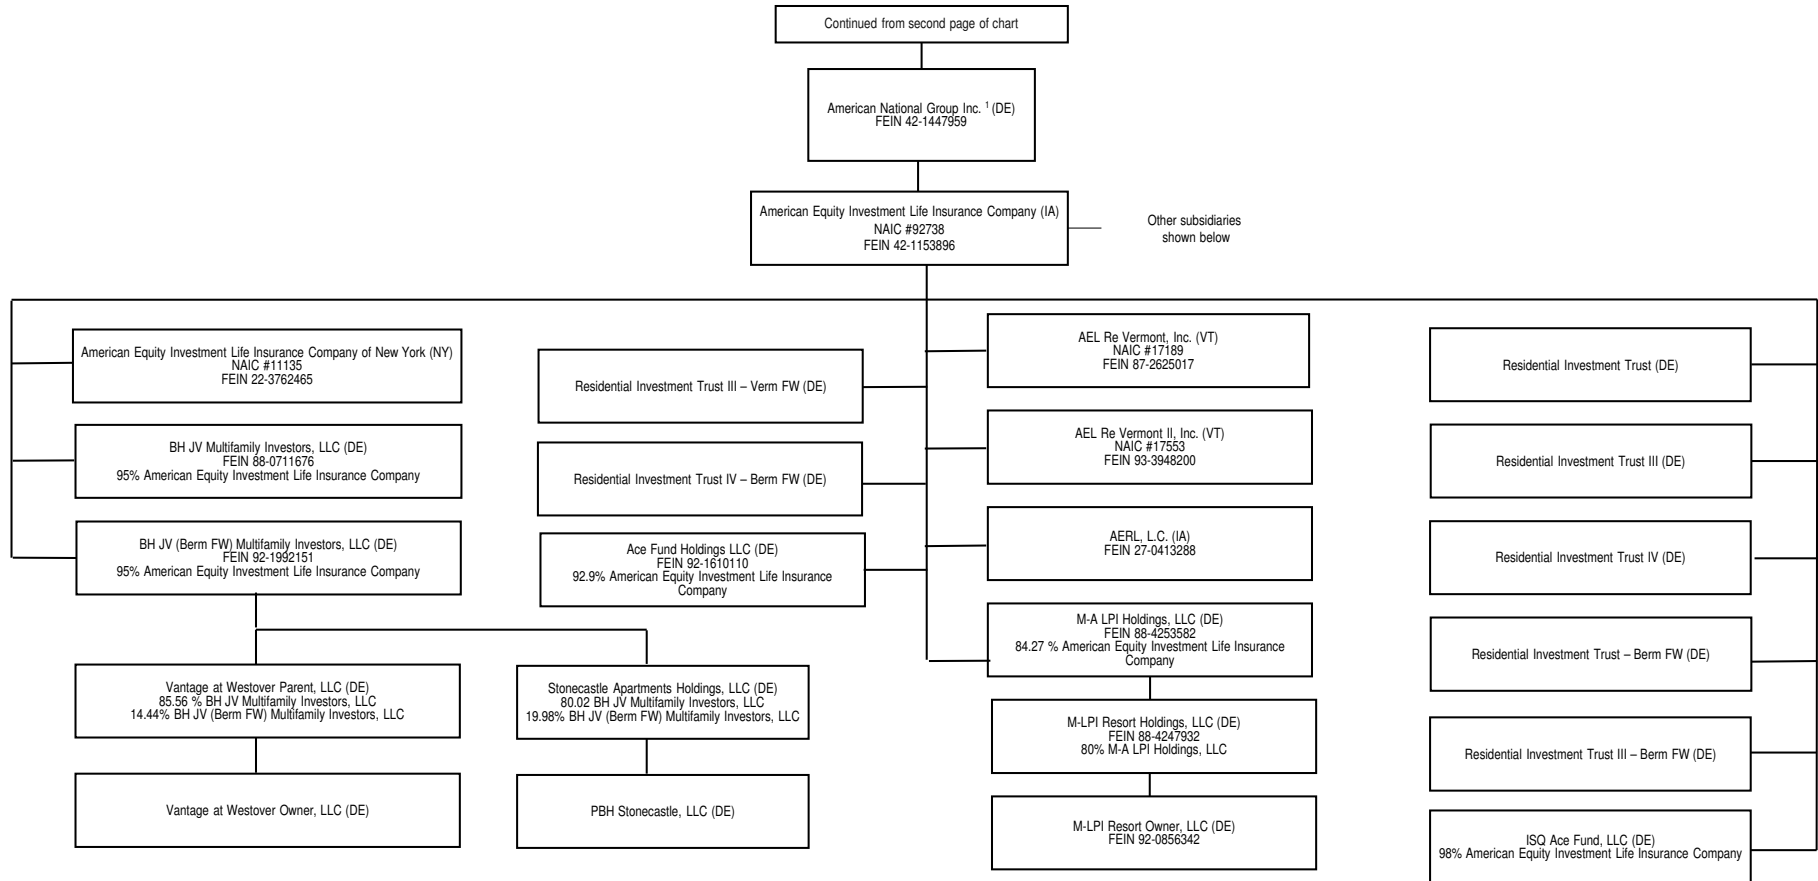 Continued from second page of chart
American National Group Inc. 1 (DE)
FEIN 42-1447959
American Equity Investment Life Insurance Company (IA)
NAIC #92738
FEIN 42-1153896
Other subsidiaries
shown below
American Equity Investment Life Insurance Company of New York (NY)
NAIC #11135
FEIN 22-3762465
BH JV Multifamily Investors, LLC (DE)
FEIN 88-0711676
95% American Equity Investment Life Insurance Company
BH JV (Berm FW) Multifamily Investors, LLC (DE)
FEIN 92-1992151
95% American Equity Investment Life Insurance Company
Vantage at Westover Parent, LLC (DE)
85.56 % BH JV Multifamily Investors, LLC
14.44% BH JV (Berm FW) Multifamily Investors, LLC
Vantage at Westover Owner, LLC (DE)
Stonecastle Apartments Holdings, LLC (DE)
80.02 BH JV Multifamily Investors, LLC
19.98% BH JV (Berm FW) Multifamily Investors, LLC
PBH Stonecastle, LLC (DE)
Residential Investment Trust III – Verm FW (DE)
Residential Investment Trust IV – Berm FW (DE)
Ace Fund Holdings LLC (DE)
FEIN 92-1610110
92.9% American Equity Investment Life Insurance
Company
AEL Re Vermont, Inc. (VT)
NAIC #17189
FEIN 87-2625017
AEL Re Vermont II, Inc. (VT)
NAIC #17553
FEIN 93-3948200
AERL, L.C. (IA)
FEIN 27-0413288
M-A LPI Holdings, LLC (DE)
FEIN 88-4253582
84.27 % American Equity Investment Life Insurance
Company
M-LPI Resort Holdings, LLC (DE)
FEIN 88-4247932
80% M-A LPI Holdings, LLC
M-LPI Resort Owner, LLC (DE)
FEIN 92-0856342
Residential Investment Trust (DE)
Residential Investment Trust III (DE)
Residential Investment Trust IV (DE)
Residential Investment Trust – Berm FW (DE)
Residential Investment Trust III – Berm FW (DE)
ISQ Ace Fund, LLC (DE)
98% American Equity Investment Life Insurance Company